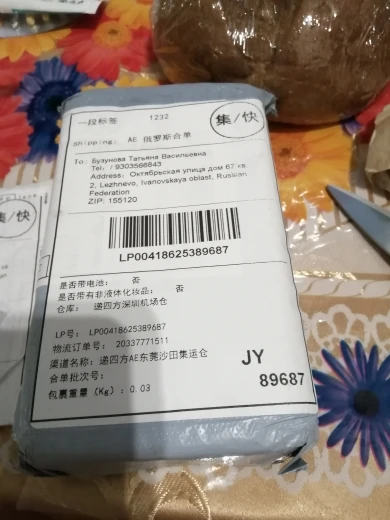 一段标签 1232
集/快
Shipping: AE 俄罗斯合单
To: Бузунова Татьяна Васильевна
Tel: / 9303566843
Address: Октябрьская улица дом 67 кв.
2, Lezhnevo, Ivanovskaya oblast, Russian
Federation
ZIP: 155120
LP00418625389687
是否带电池: 否
是否带有非液体化妆品: 否
仓库: 递四方深圳机场仓
LP号: LP00418625389687
物流订单号: 20337771511
渠道名称: 递四方AE东莞沙田集运仓
合单批次号:
包裹重量(Kg): 0.03
JY
89687
集/快